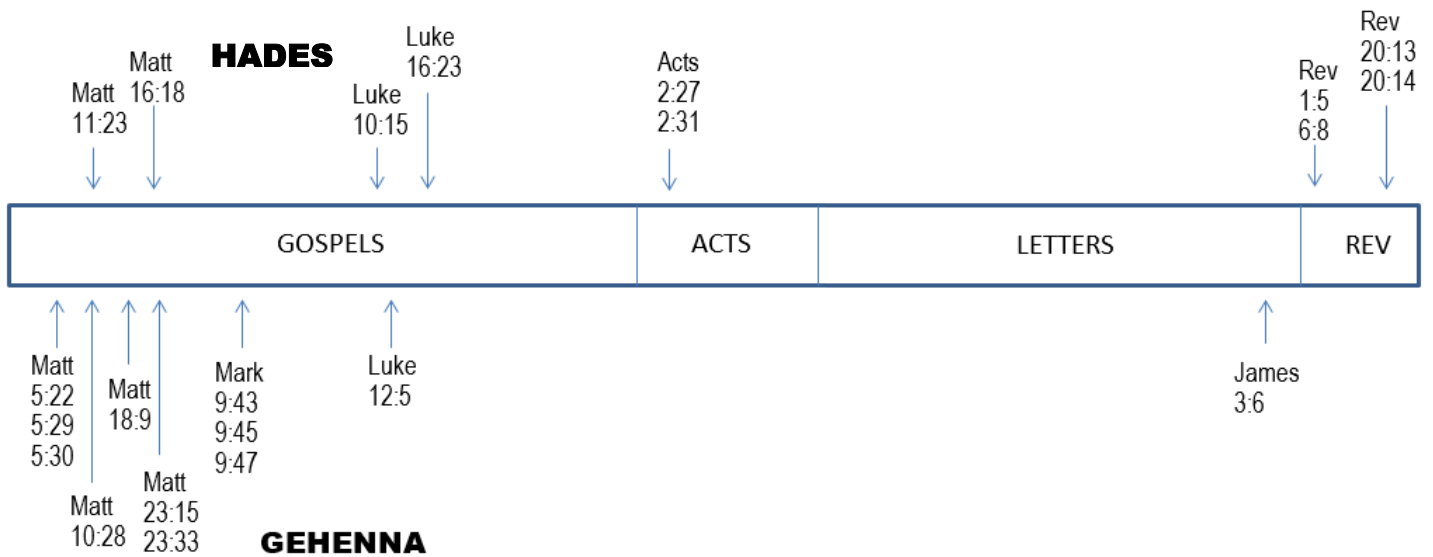 HADES
Matt
11:23
Matt
16:18
Luke
10:15
Luke
16:23
Acts
2:27
2:31
Rev
1:5
6:8
Rev
20:13
20:14
GOSPELS
ACTS
LETTERS
REV
Matt
5:22
5:29
5:30
Matt
10:28
Matt
18:9
Matt
23:15
23:33
Mark
9:43
9:45
9:47
Luke
12:5
James
3:6
GEHENNA